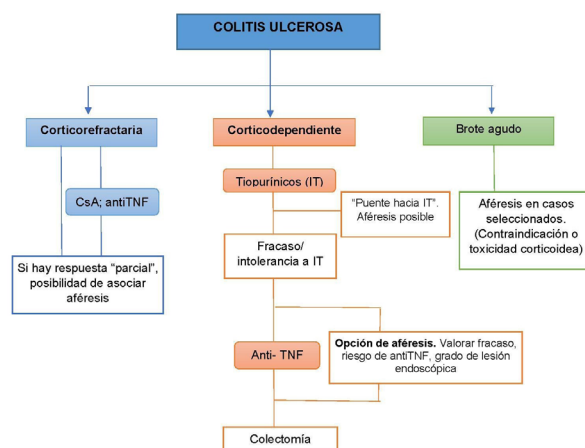 COLITIS ULCEROSA
Corticorefractaria
Corticodependiente
Brote agudo
CsA; antiTNF
Tiopurínicos (IT)
"Puente hacia IT".
Aféresis posible
Aféresis en casos
seleccionados.
(Contraindicación o
toxicidad corticoidea)
Si hay respuesta "parcial",
posibilidad de asociar
aféresis
Fracaso/
intolerancia a IT
Anti- TNF
Opción de aféresis. Valorar fracaso,
riesgo de antiTNF, grado de lesión
endoscópica
Colectomía